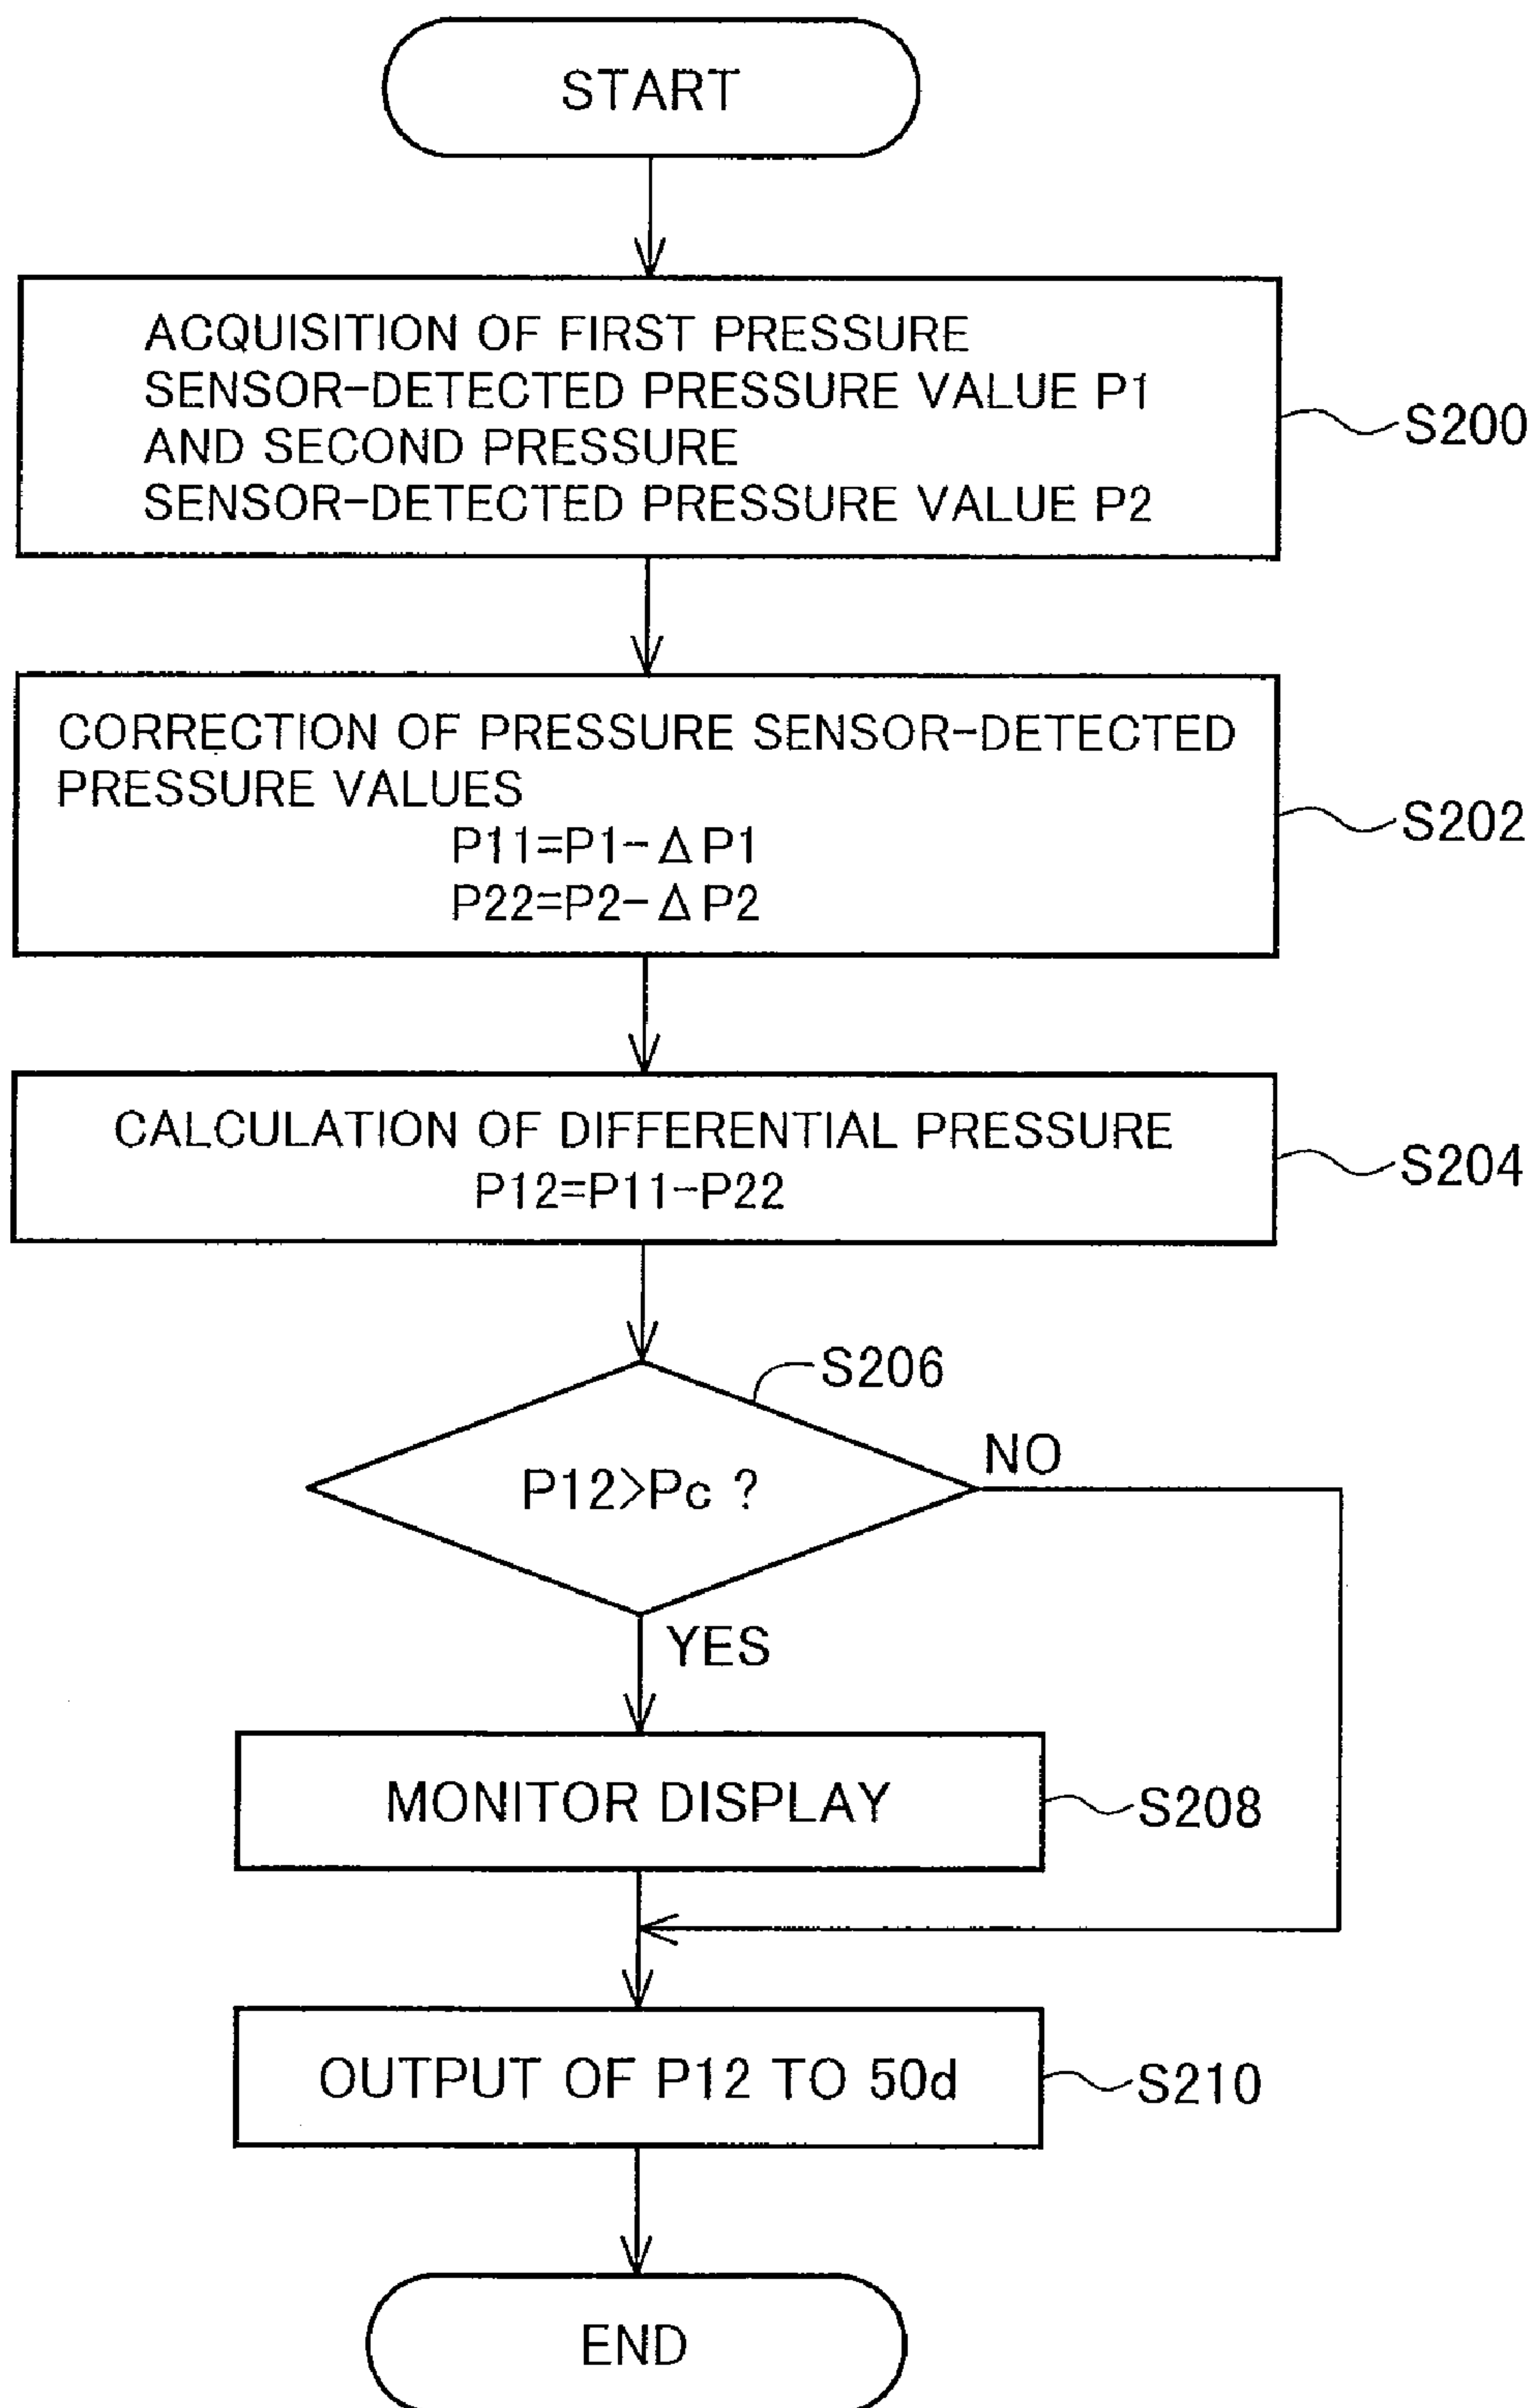 START
ACQUISITION OF FIRST PRESSURE
SENSOR-DETECTED PRESSURE VALUE P1
AND SECOND PRESSURE
SENSOR-DETECTED PRESSURE VALUE P2
S200
CORRECTION OF PRESSURE SENSOR-DETECTED
PRESSURE VALUES
P11=P1-ΔP1
P22=P2-ΔP2
S202
CALCULATION OF DIFFERENTIAL PRESSURE
P12=P11-P22
S204
S206
P12>Pc ?
NO
YES
MONITOR DISPLAY
S208
OUTPUT OF P12 TO 50d
S210
END